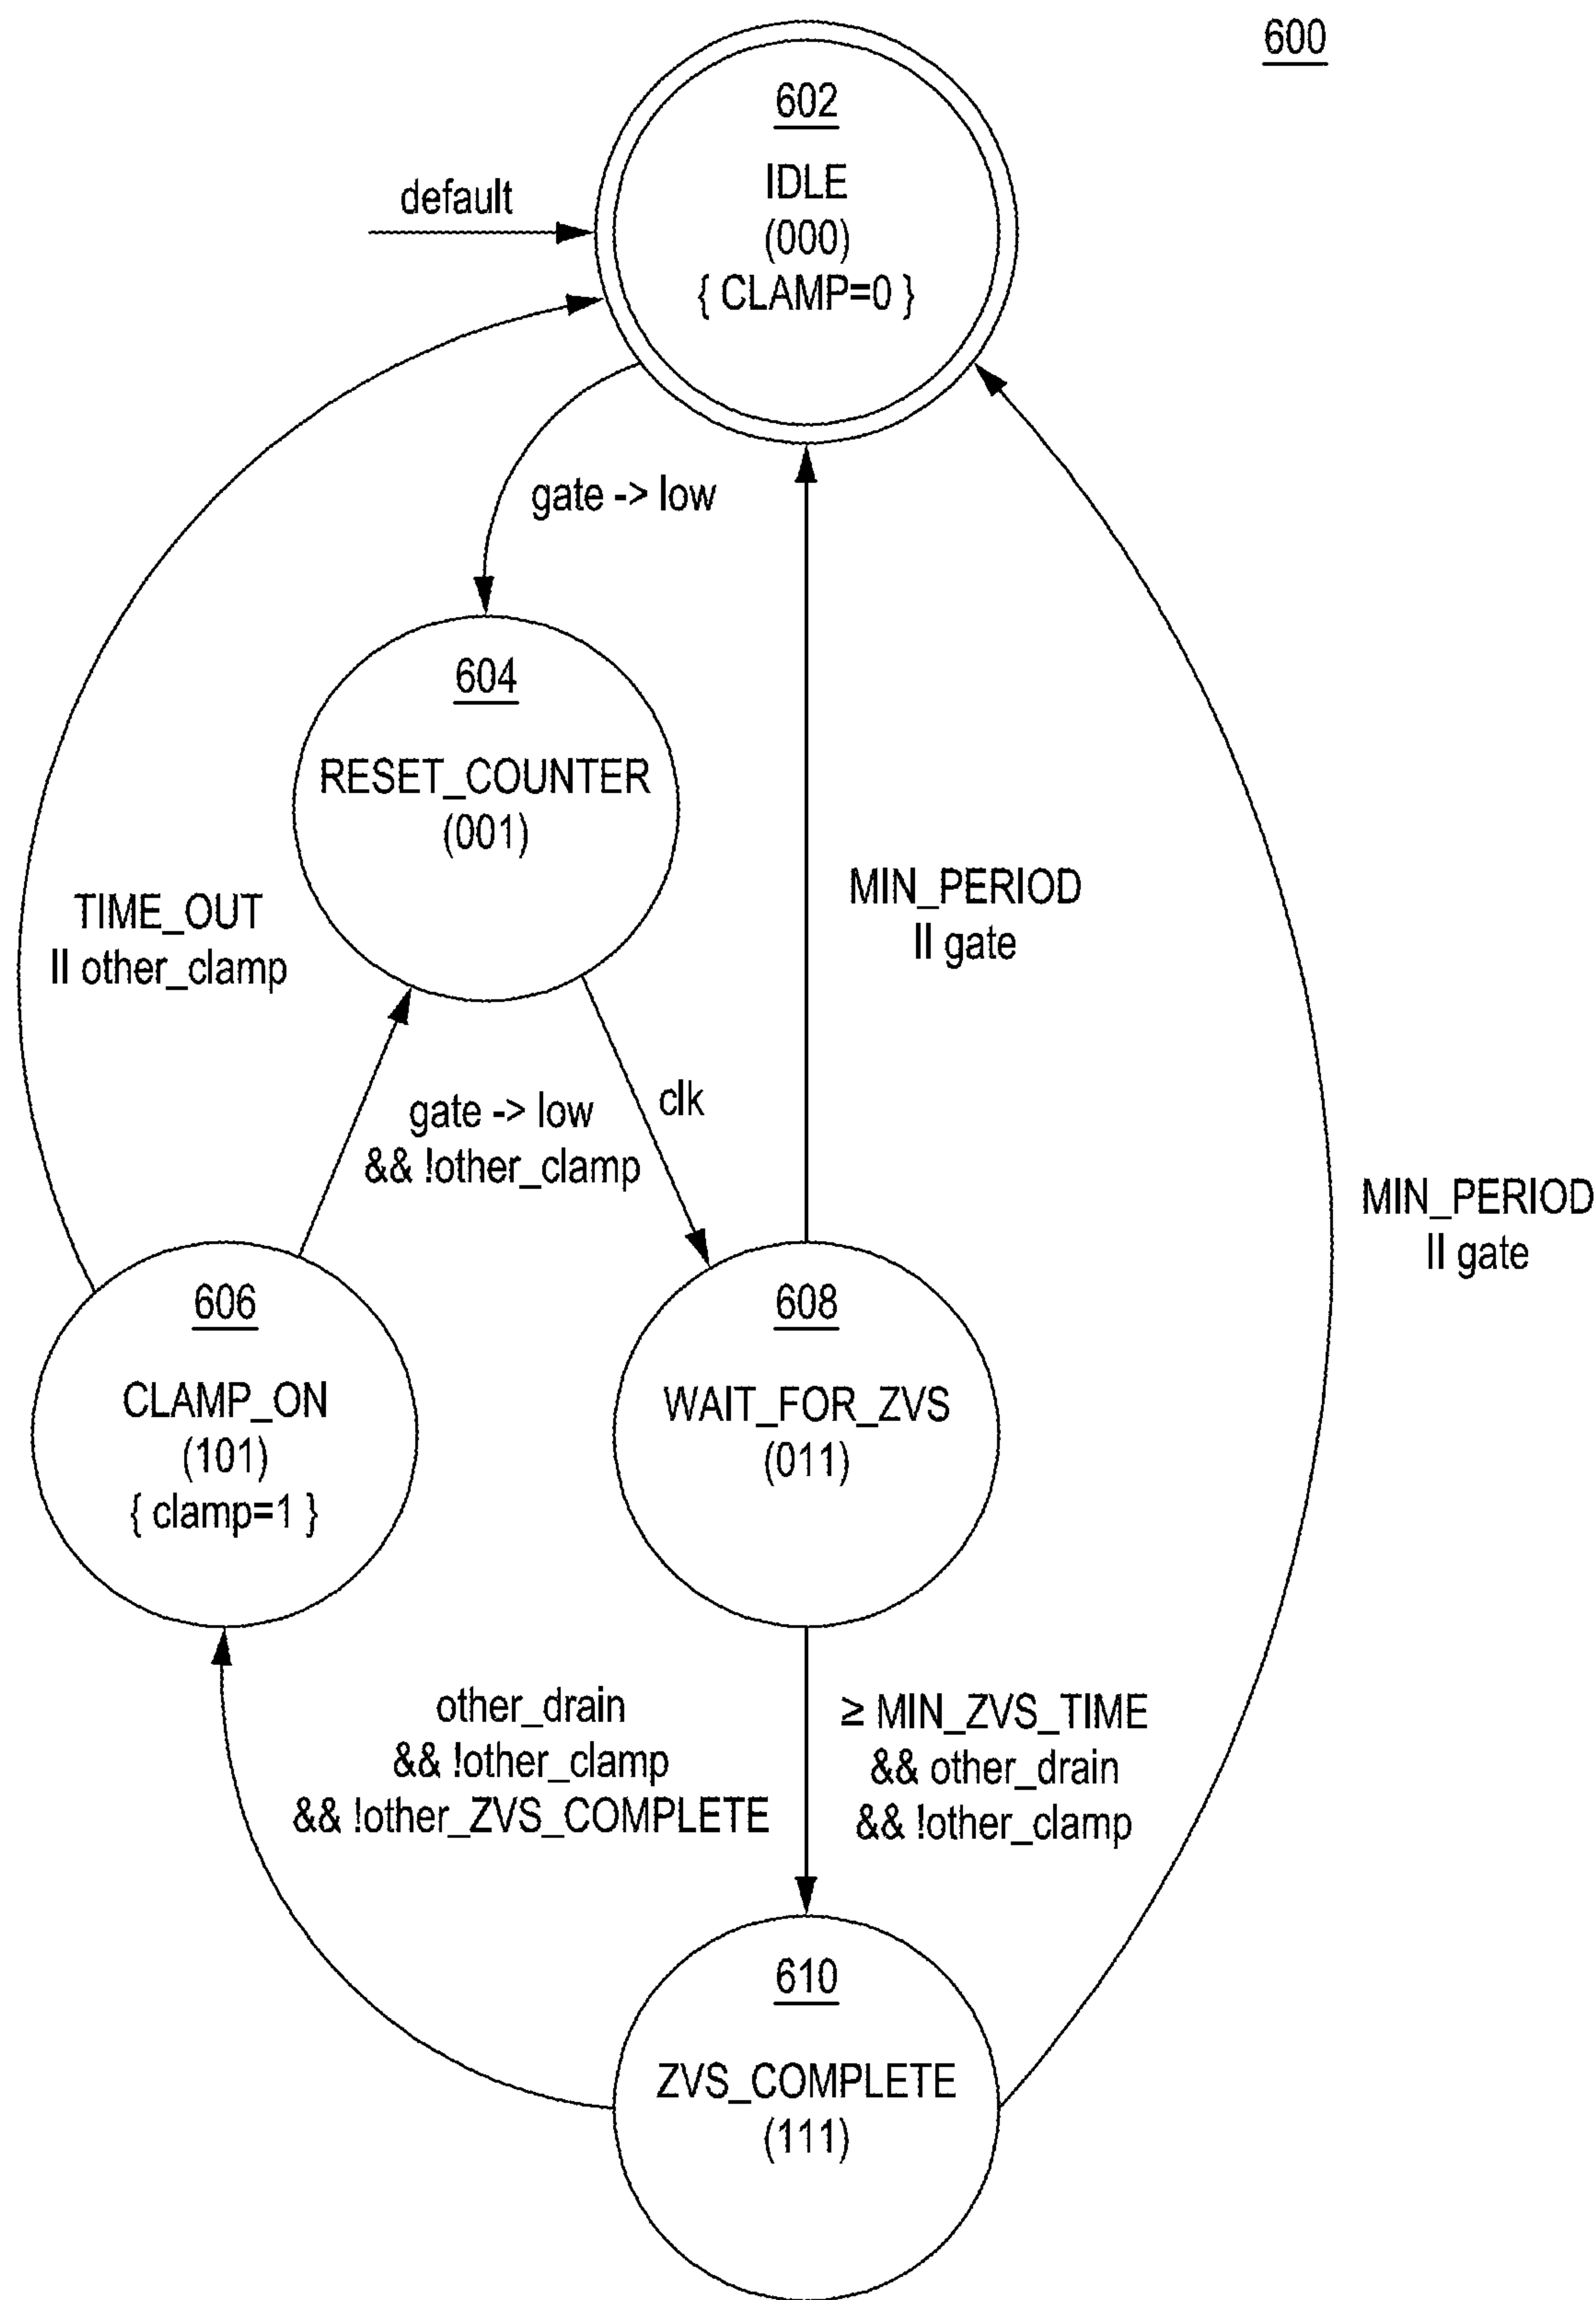 600
602
IDLE
(000)
{ CLAMP=0 }
default
gate -> low
604
RESET_COUNTER
(001)
MIN_PERIOD
|| gate
TIME_OUT
|| other_clamp
gate -> low
&& !other_clamp
clk
MIN_PERIOD
|| gate
606
CLAMP_ON
(101)
{ clamp=1 }
608
WAIT_FOR_ZVS
(011)
other_drain
&& !other_clamp
&& !other_ZVS_COMPLETE
≥ MIN_ZVS_TIME
&& other_drain
&& !other_clamp
610
ZVS_COMPLETE
(111)